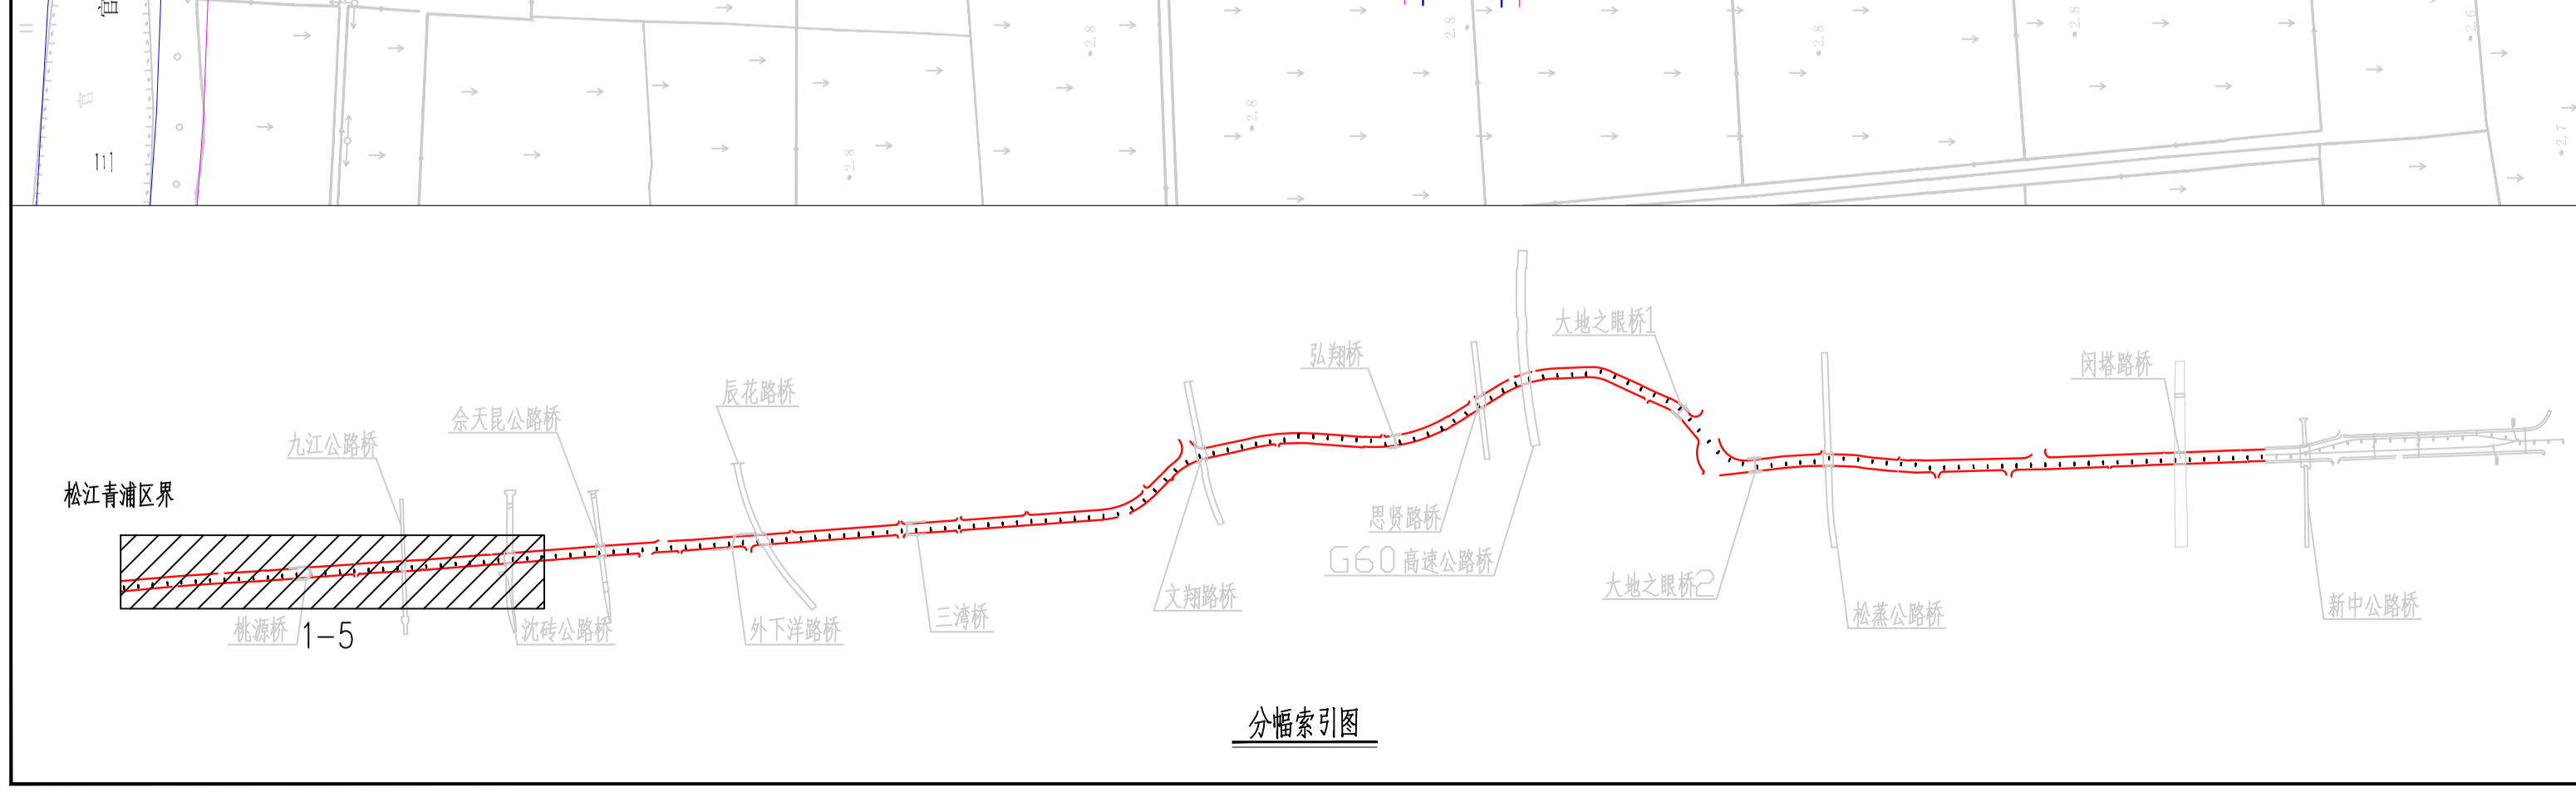 官
三
官
2.8
2.8
2.8
2.8
2.8
2.8
2.6
2.7
大地之眼桥1
弘翔桥
闵塔路桥
辰花路桥
佘天昆公路桥
九江公路桥
松江青浦区界
思贤路桥
G60高速公路桥
大地之眼桥2
文翔路桥
三湾桥
松蒸公路桥
新中公路桥
桃源桥
1-5
沈砖公路桥
外下洋路桥
分幅索引图